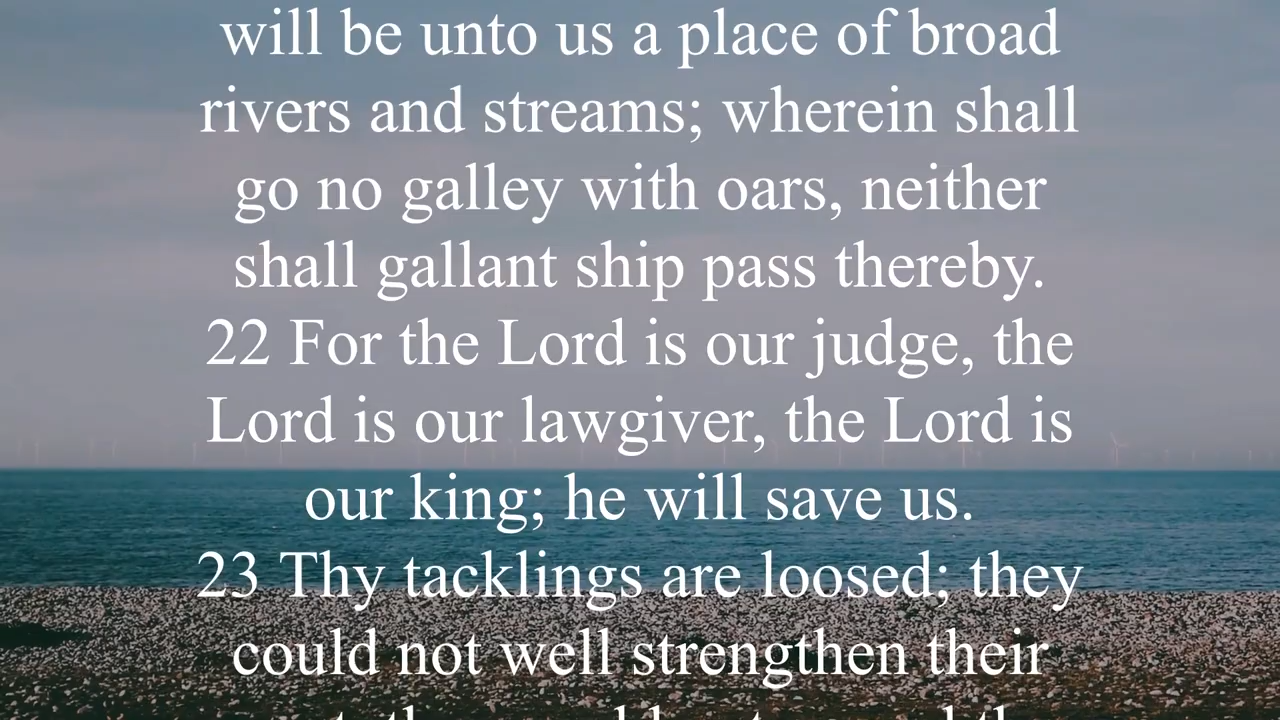 will be unto us a place of broad
rivers and streams; wherein shall
go no galley with oars, neither
shall gallant ship pass thereby.
22 For the Lord is our judge, the
Lord is our lawgiver, the Lord is
our king; he will save us.
23 Thy tacklings are loosed; they
could not well strengthen their